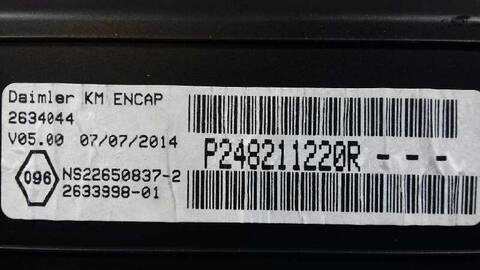 Daimler KM ENCAP
2634044
V05.00 07/07/2014
P248211220R - - -
096
NS22650837-2
2633998-01